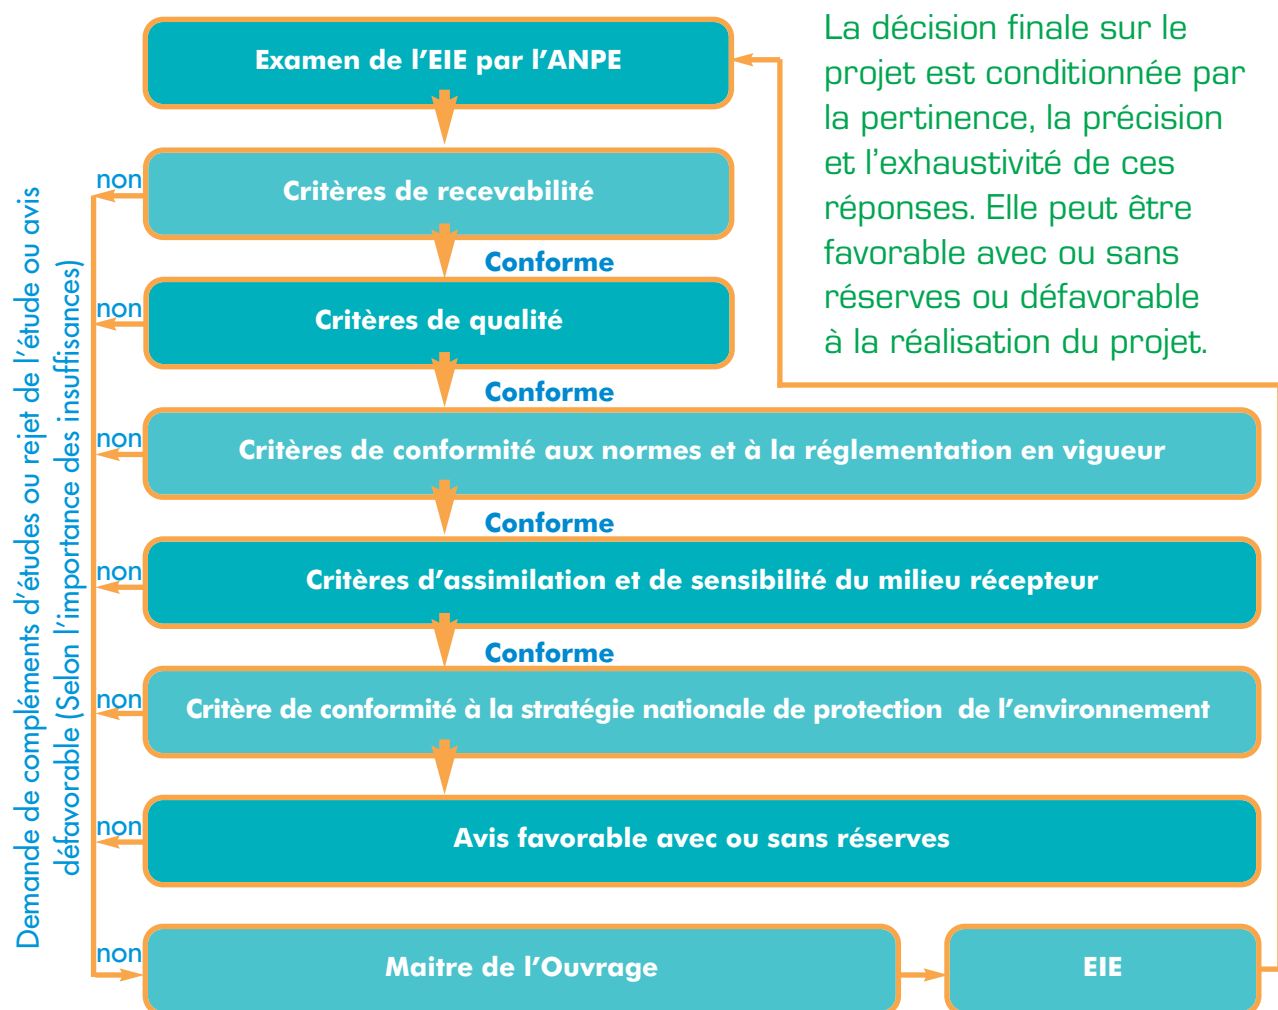 Examen de l’EIE par l’ANPE
La décision finale sur le
projet est conditionnée par
la pertinence, la précision
et l’exhaustivité de ces
réponses. Elle peut être
favorable avec ou sans
réserves ou défavorable
à la réalisation du projet.
non
Critères de recevabilité
Conforme
non
Critères de qualité
Conforme
non
Critères de conformité aux normes et à la réglementation en vigueur
Conforme
non
Critères d’assimilation et de sensibilité du milieu récepteur
Conforme
non
Critère de conformité à la stratégie nationale de protection de l’environnement
non
Avis favorable avec ou sans réserves
non
Maitre de l’Ouvrage
EIE
Demande de compléments d’études ou rejet de l’étude ou avis
défavorable (Selon l’importance des insuffisances)